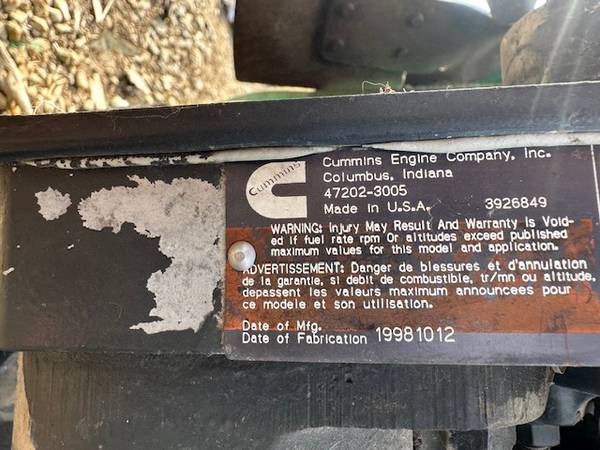 Cummins
Cummins Engine Company, Inc.
Columbus, Indiana
47202-3005
Made in U.S.A. 3926849
WARNING: Injury May Result And Warranty Is Void-
ed if fuel rate rpm Or altitudes exceed published
maximum values for this model and application.
ADVERTISSEMENT: Danger de blessures et d'annulation
de la garantie, si debit de combustible, tr/mn ou altitude,
depassent les valeurs maximum announcees pour
ce modele et son utilisation.
Date of Mfg.
Date of Fabrication 19981012